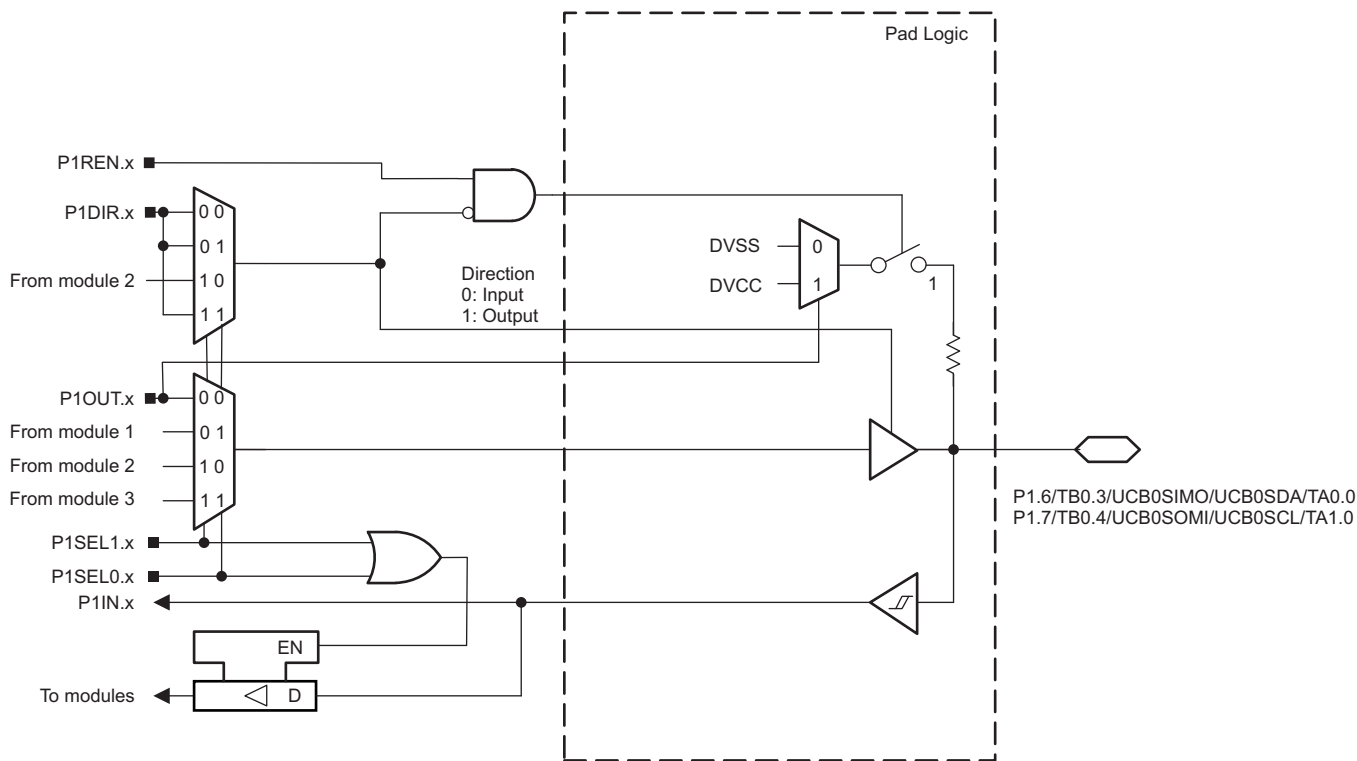 Pad Logic
P1REN.x
P1DIR.x
0 0
0 1
From module 2
1 0
1 1
Direction
0: Input
1: Output
DVSS
0
DVCC
1
1
P1OUT.x
0 0
From module 1
0 1
From module 2
1 0
From module 3
1 1
P1.6/TB0.3/UCB0SIMO/UCB0SDA/TA0.0
P1.7/TB0.4/UCB0SOMI/UCB0SCL/TA1.0
P1SEL1.x
P1SEL0.x
P1IN.x
EN
To modules
D